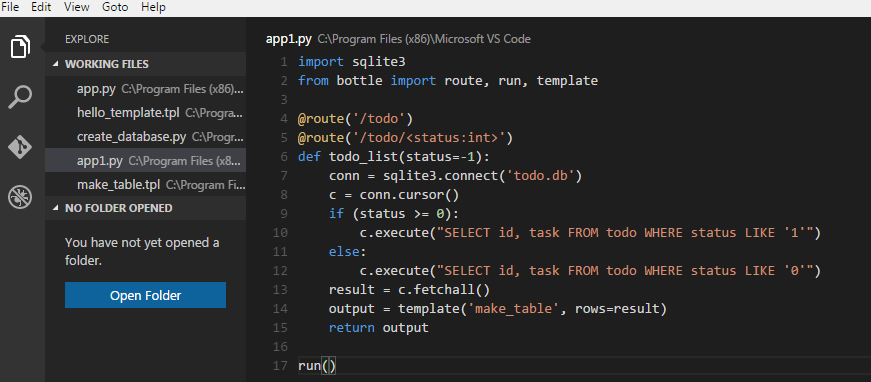 File Edit View Goto Help
EXPLORE
WORKING FILES
app.py C:\Program Files (x86)...
hello_template.tpl C:\Progra...
create_database.py C:\Progr...
app1.py C:\Program Files (x8...
make_table.tpl C:\Program Fi...
NO FOLDER OPENED
You have not yet opened a
folder.
Open Folder
app1.py C:\Program Files (x86)\Microsoft VS Code
1 import sqlite3
2 from bottle import route, run, template
3
4 @route('/todo')
5 @route('/todo/<status:int>')
6 def todo_list(status=-1):
7     conn = sqlite3.connect('todo.db')
8     c = conn.cursor()
9     if (status >= 0):
10         c.execute("SELECT id, task FROM todo WHERE status LIKE '1'")
11     else:
12         c.execute("SELECT id, task FROM todo WHERE status LIKE '0'")
13     result = c.fetchall()
14     output = template('make_table', rows=result)
15     return output
16
17 run()